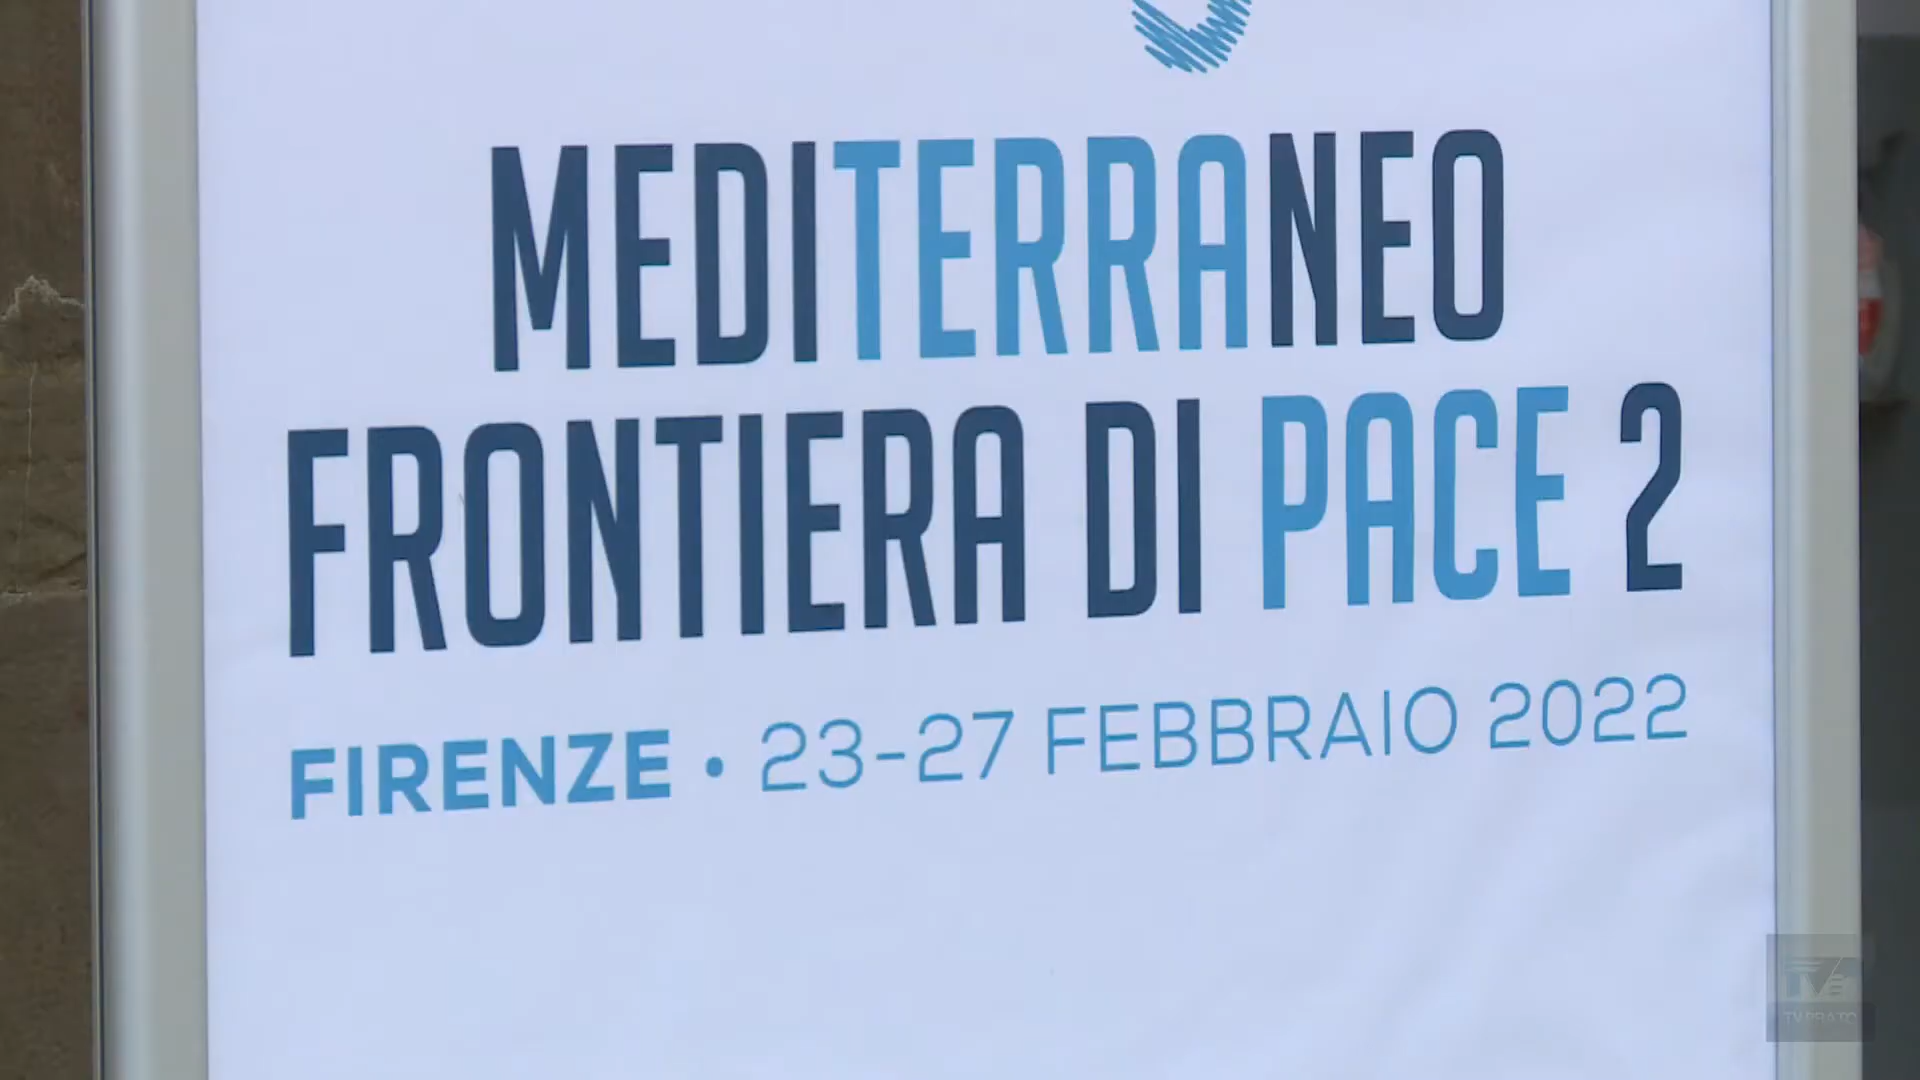 MEDITERRANEO
FRONTIERA DI PACE 2
FIRENZE • 23-27 FEBBRAIO 2022
TV PRATO